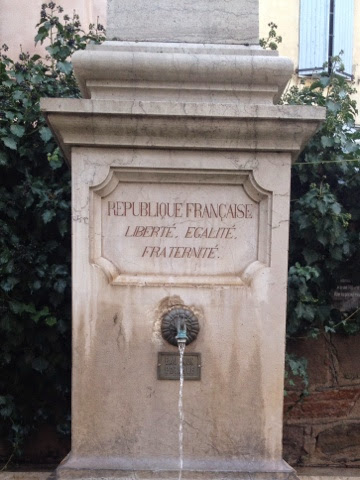 REPUBLIQUE FRANÇAISE
LIBERTÉ. EGALITÉ.
FRATERNITÉ.